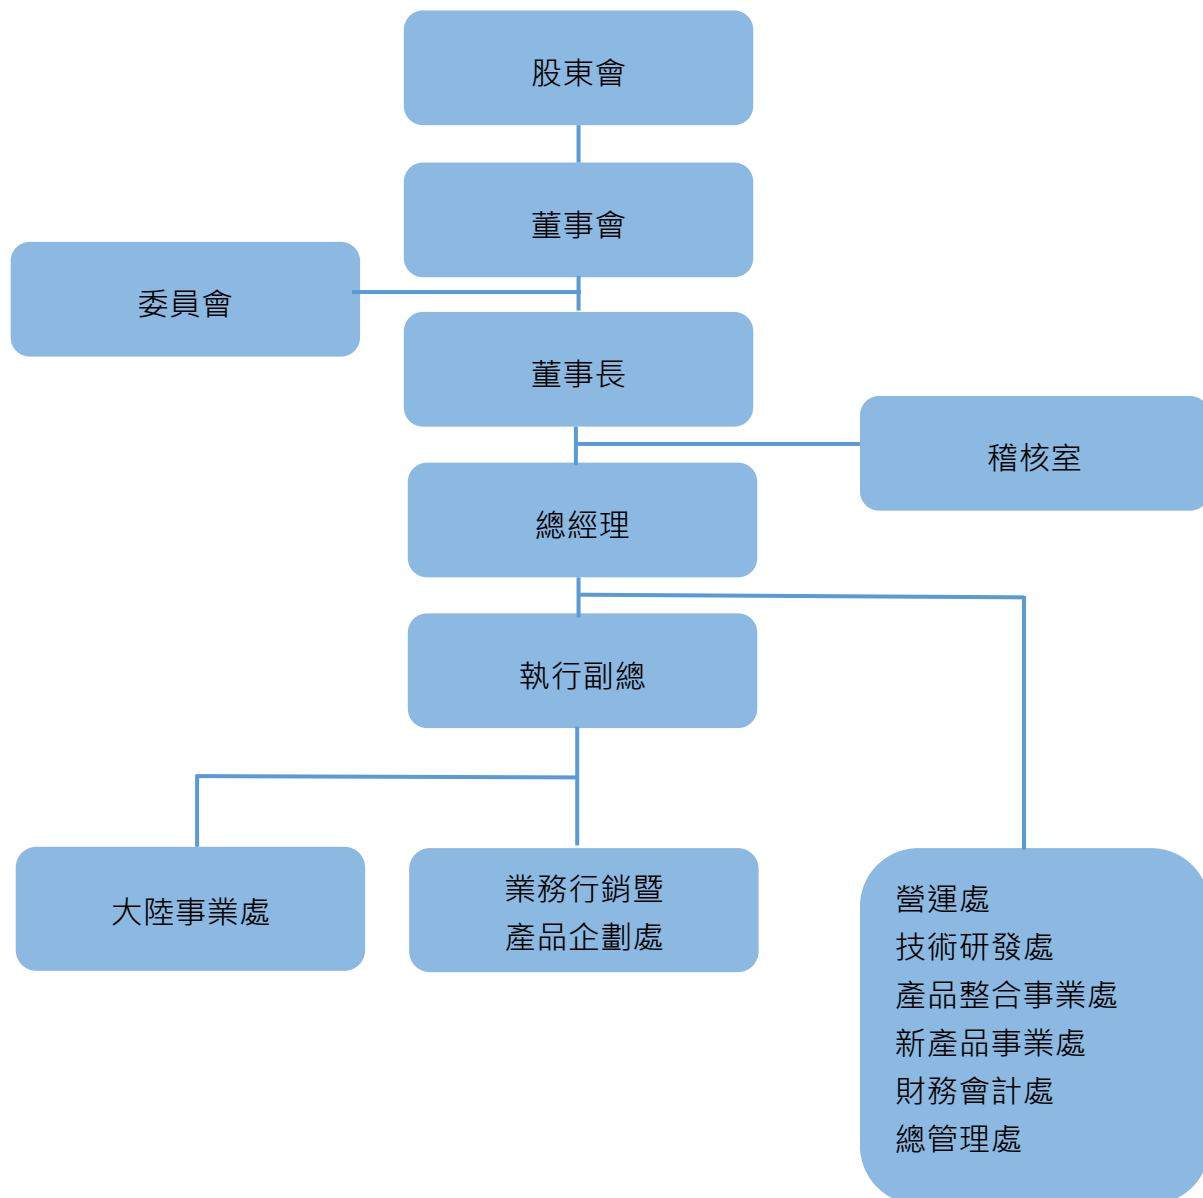 股東會
董事會
委員會
董事長
稽核室
總經理
執行副總
大陸事業處
業務行銷暨
產品企劃處
營運處
技術研發處
產品整合事業處
新產品事業處
財務會計處
總管理處